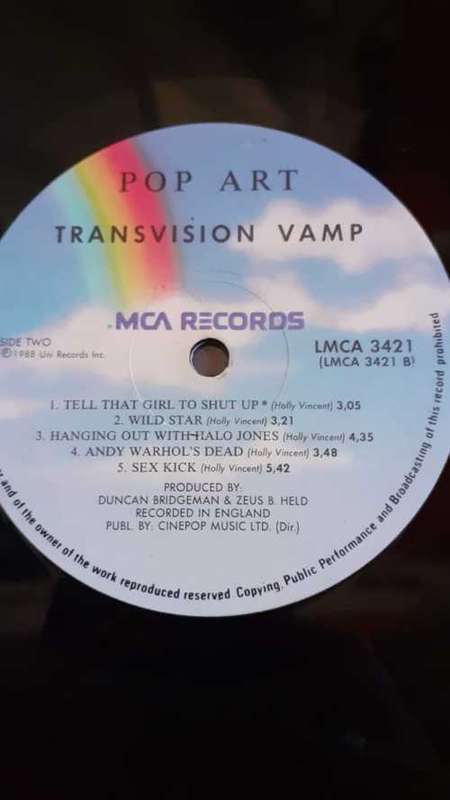 POP ART
TRANSVISION VAMP
MCA RECORDS
SIDE TWO
℗1988 Uni Records Inc.
LMCA 3421
(LMCA 3421 B)
1. TELL THAT GIRL TO SHUT UP * (Holly Vincent) 3,05
2. WILD STAR (Holly Vincent) 3,21
3. HANGING OUT WITH HALO JONES (Holly Vincent) 4,35
4. ANDY WARHOL'S DEAD (Holly Vincent) 3,48
5. SEX KICK (Holly Vincent) 5,42
PRODUCED BY:
DUNCAN BRIDGEMAN & ZEUS B. HELD
RECORDED IN ENGLAND
PUBL. BY: CINEPOP MUSIC LTD. (Dir.)
and of the owner of the work reproduced reserved. Copying, Public Performance and Broadcasting of this record prohibited